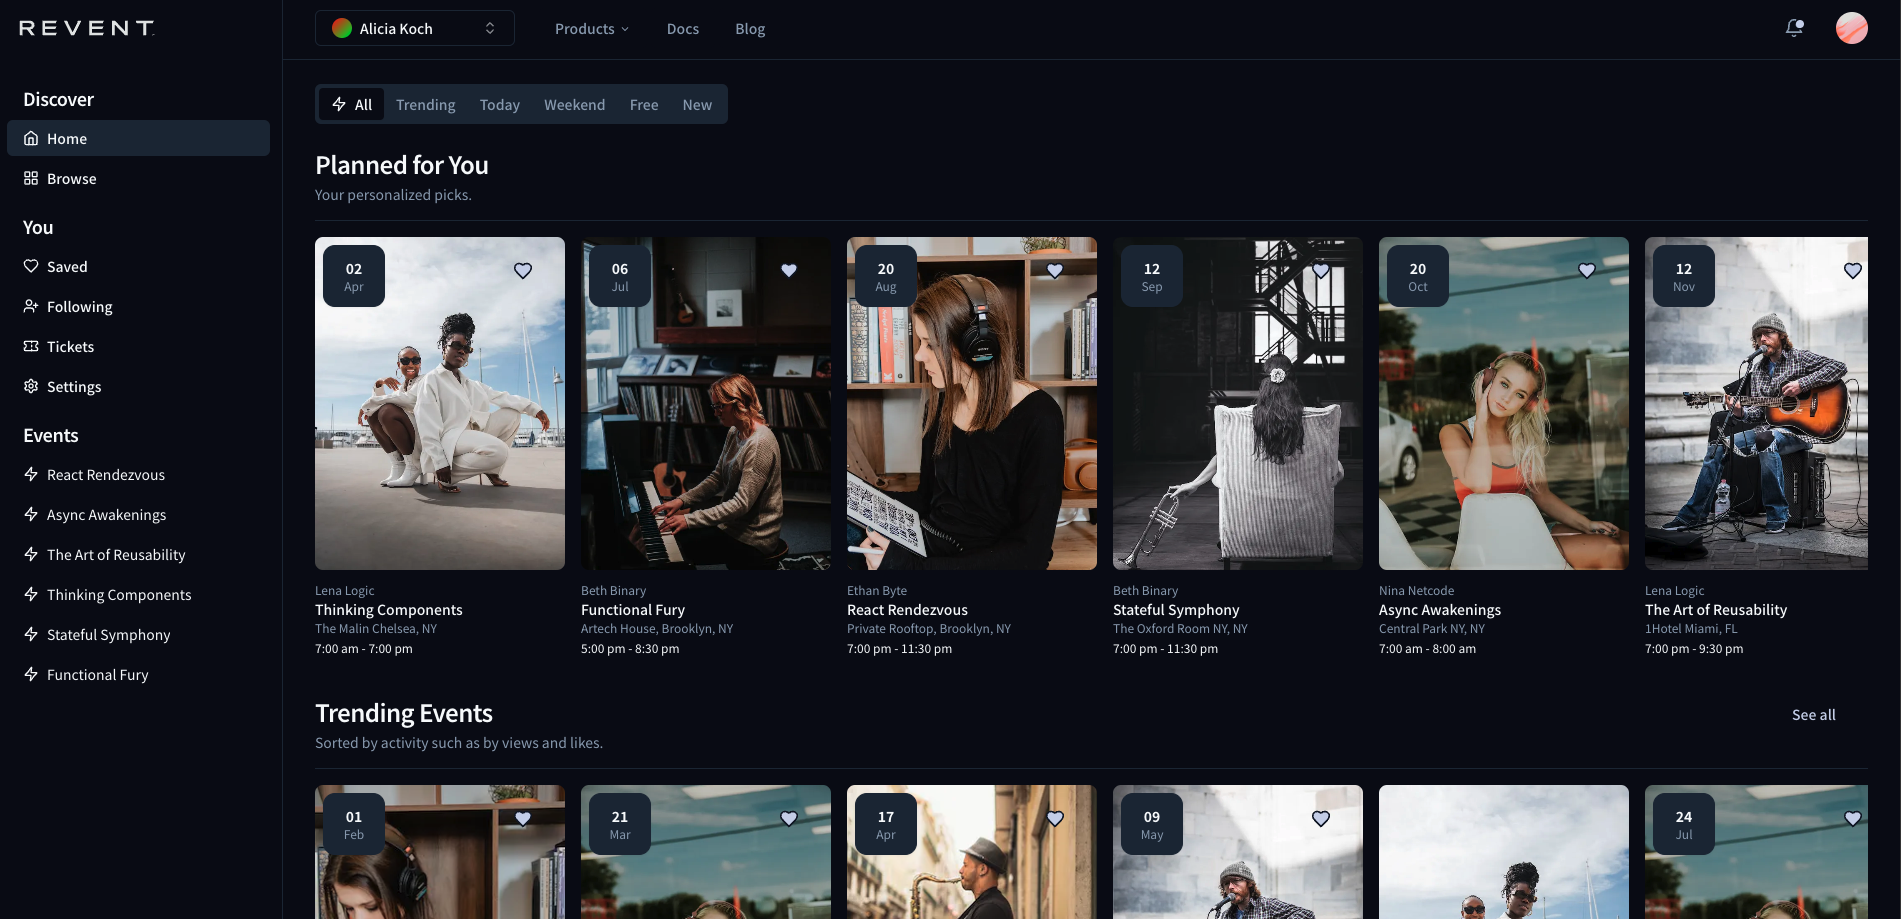 REVENT
Alicia Koch
Products
Docs
Blog
Discover
Home
Browse
You
Saved
Following
Tickets
Settings
Events
React Rendezvous
Async Awakenings
The Art of Reusability
Thinking Components
Stateful Symphony
Functional Fury
All
Trending
Today
Weekend
Free
New
Planned for You
Your personalized picks.
02
Apr
Lena Logic
Thinking Components
The Malin Chelsea, NY
7:00 am - 7:00 pm
06
Jul
Beth Binary
Functional Fury
Artech House, Brooklyn, NY
5:00 pm - 8:30 pm
20
Aug
Ethan Byte
React Rendezvous
Private Rooftop, Brooklyn, NY
7:00 pm - 11:30 pm
12
Sep
Beth Binary
Stateful Symphony
The Oxford Room NY, NY
7:00 pm - 11:30 pm
20
Oct
Nina Netcode
Async Awakenings
Central Park NY, NY
7:00 am - 8:00 am
12
Nov
Lena Logic
The Art of Reusability
1Hotel Miami, FL
7:00 pm - 9:30 pm
Trending Events
See all
Sorted by activity such as by views and likes.
01
Feb
21
Mar
17
Apr
09
May
24
Jul